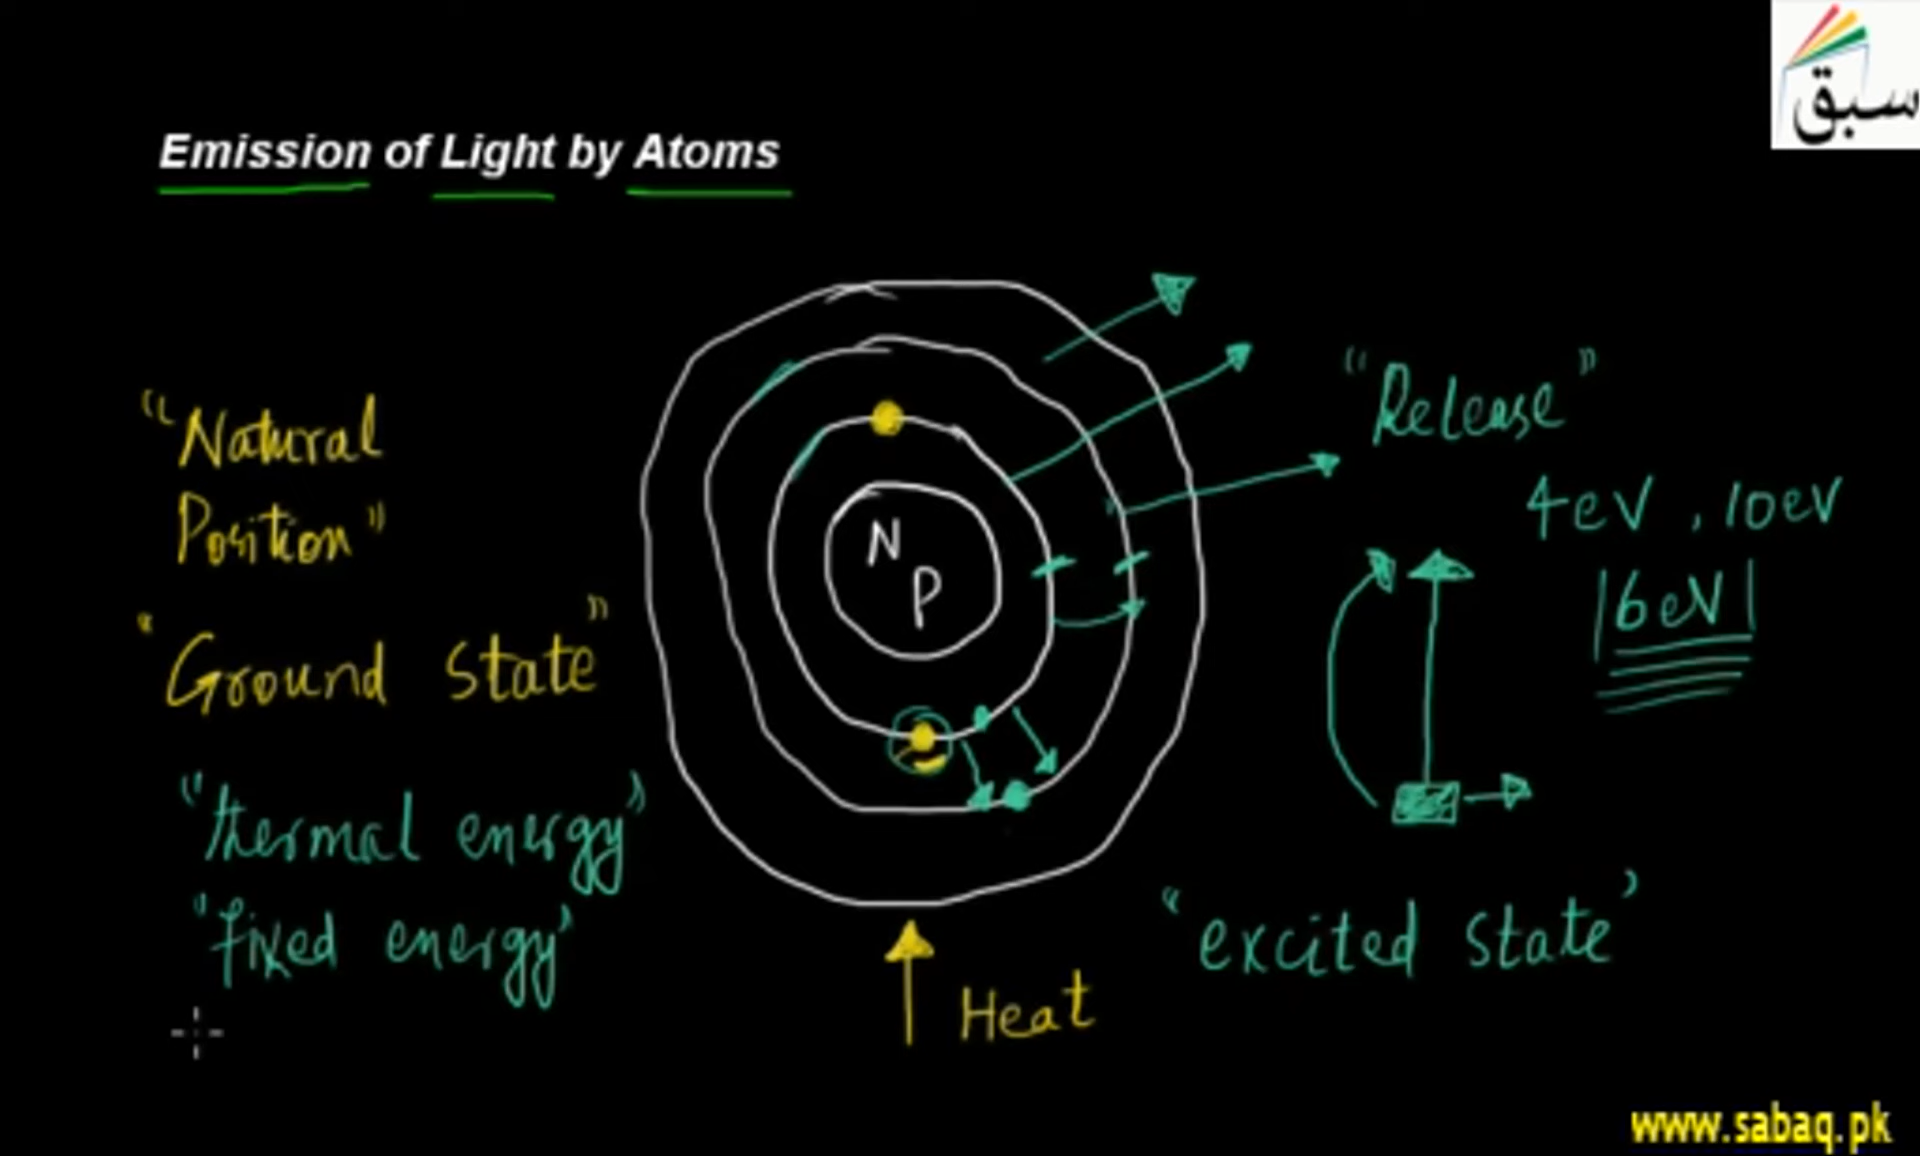 سبق
Emission of Light by Atoms
"Natural
Position"
"Ground State"
"thermal energy"
"fixed energy"
N
P
Heat
"Release"
4eV, 10eV
|6eV|
"excited state"
www.sabaq.pk